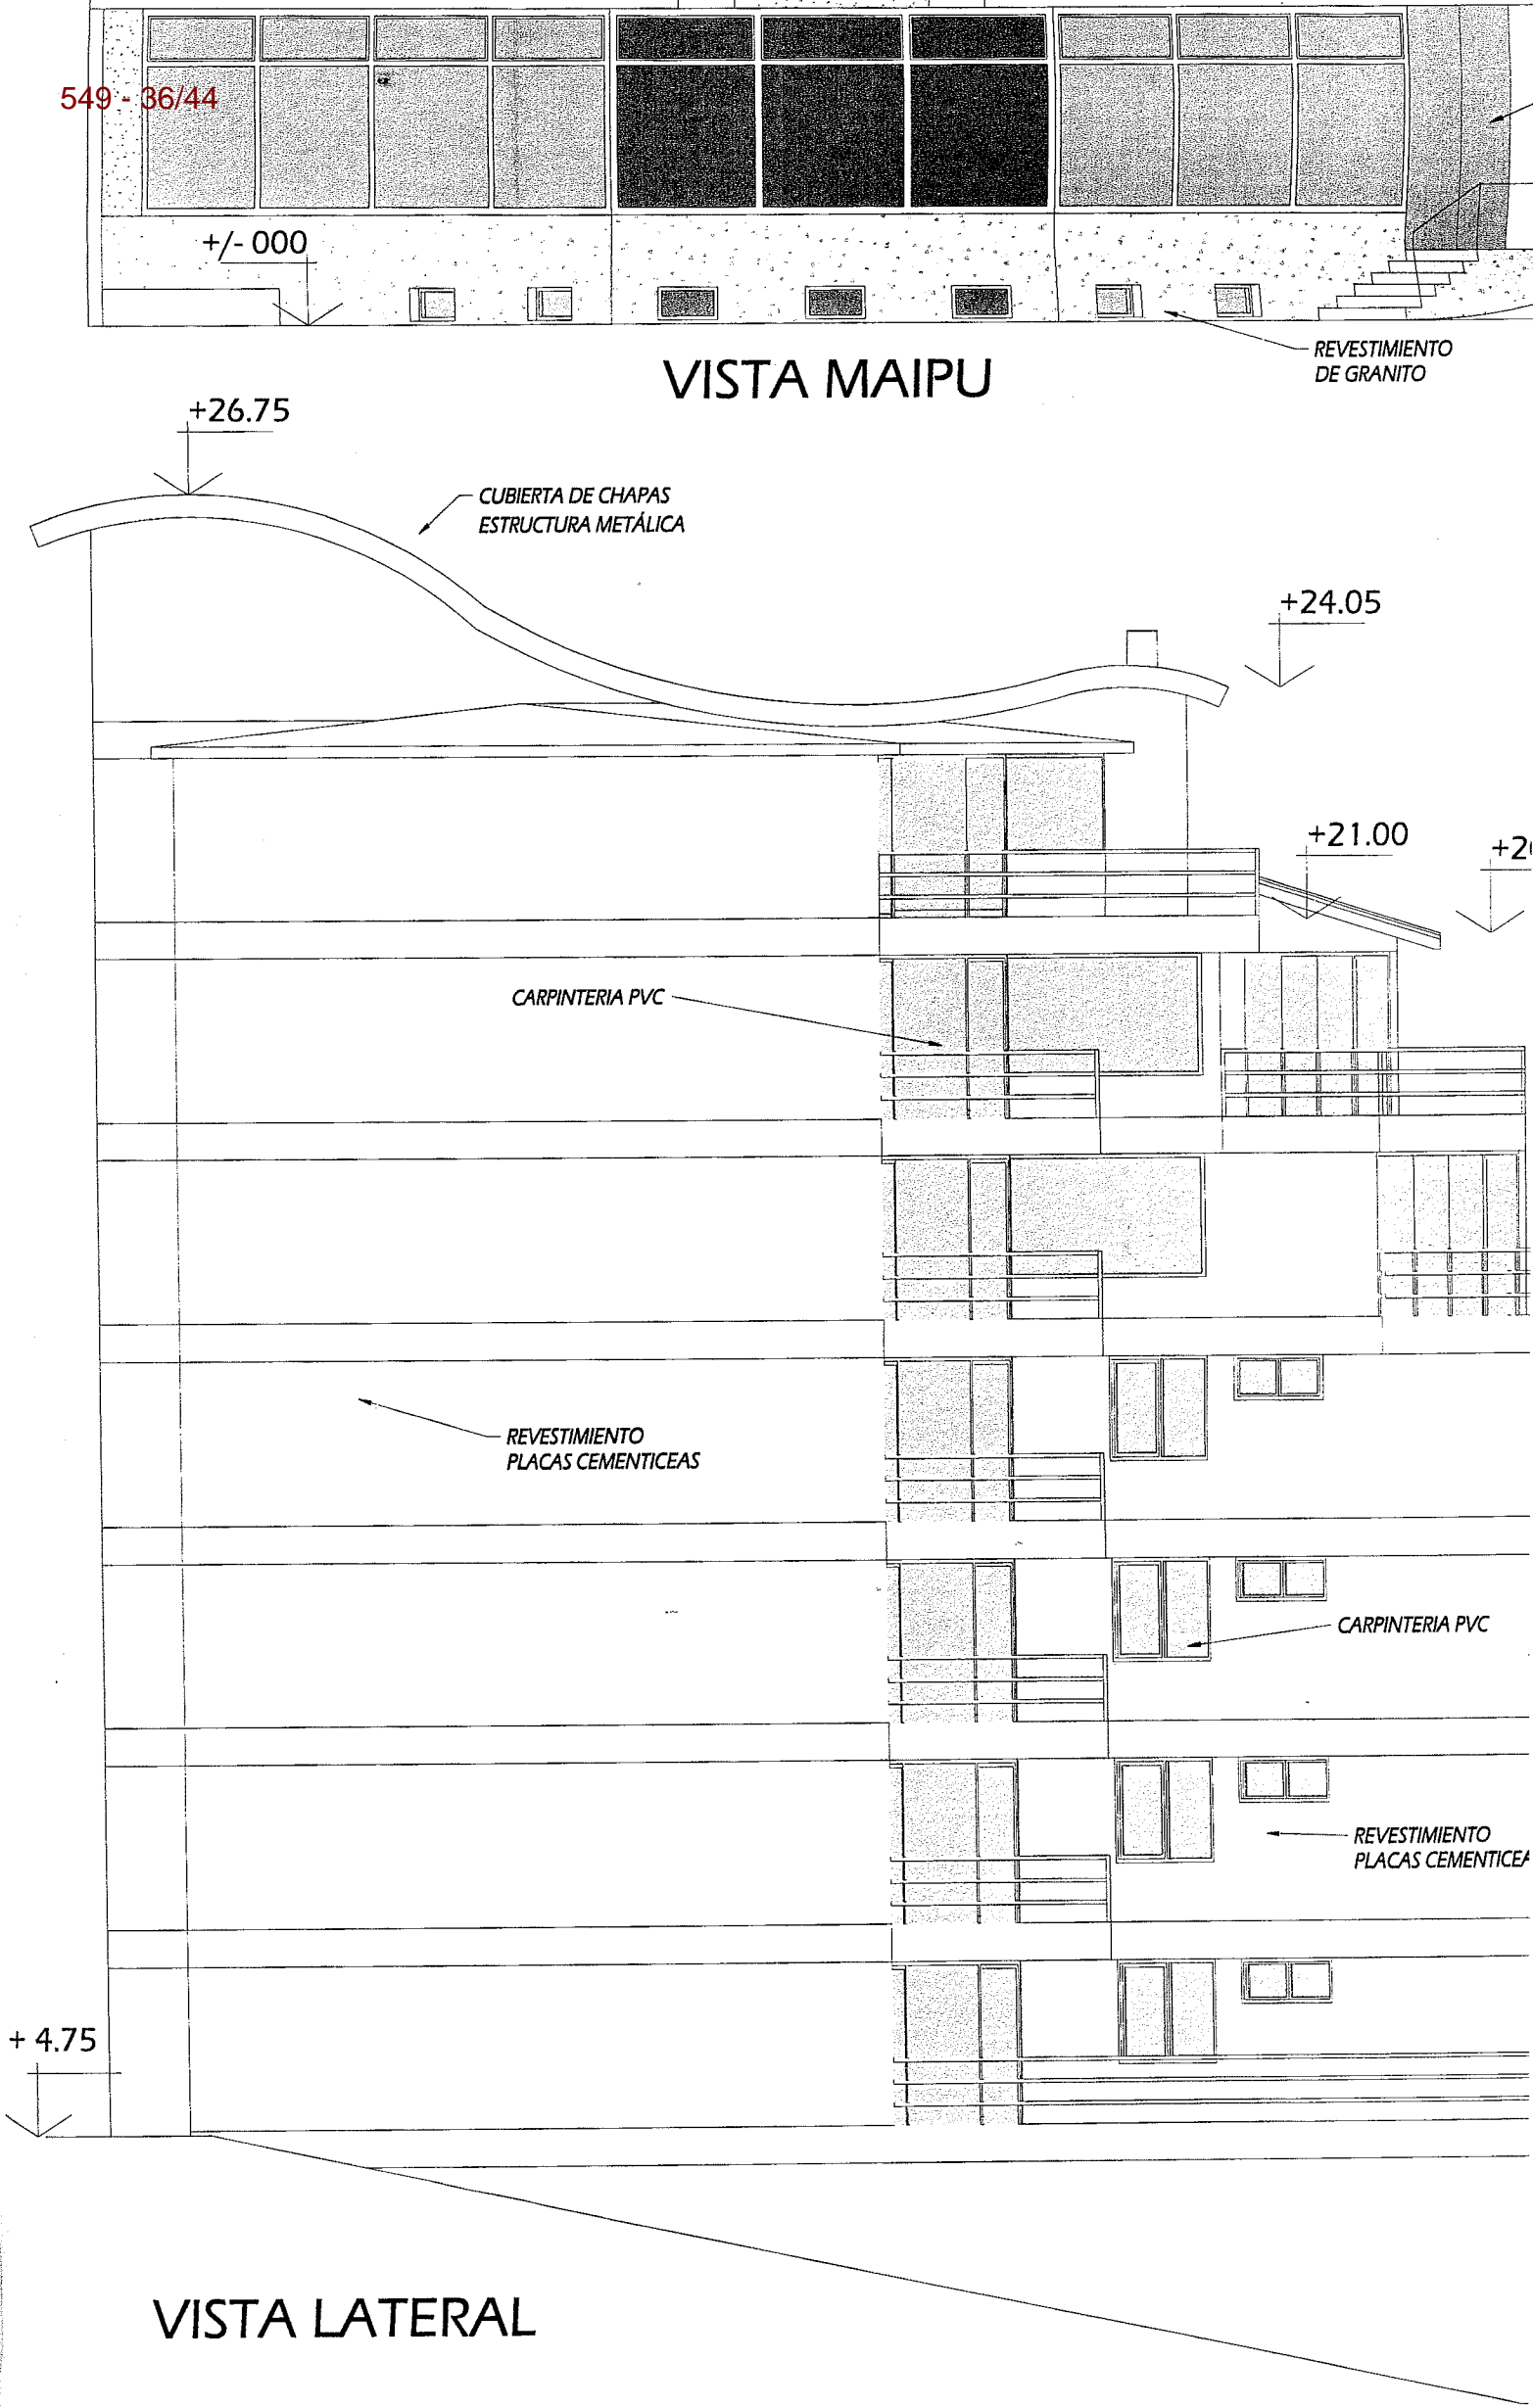 549 - 36/44
+/- 000
VISTA MAIPU
REVESTIMIENTO
DE GRANITO
+26.75
CUBIERTA DE CHAPAS
ESTRUCTURA METÁLICA
+24.05
+21.00
CARPINTERIA PVC
REVESTIMIENTO
PLACAS CEMENTICEAS
CARPINTERIA PVC
REVESTIMIENTO
PLACAS
+ 4.75
VISTA LATERAL